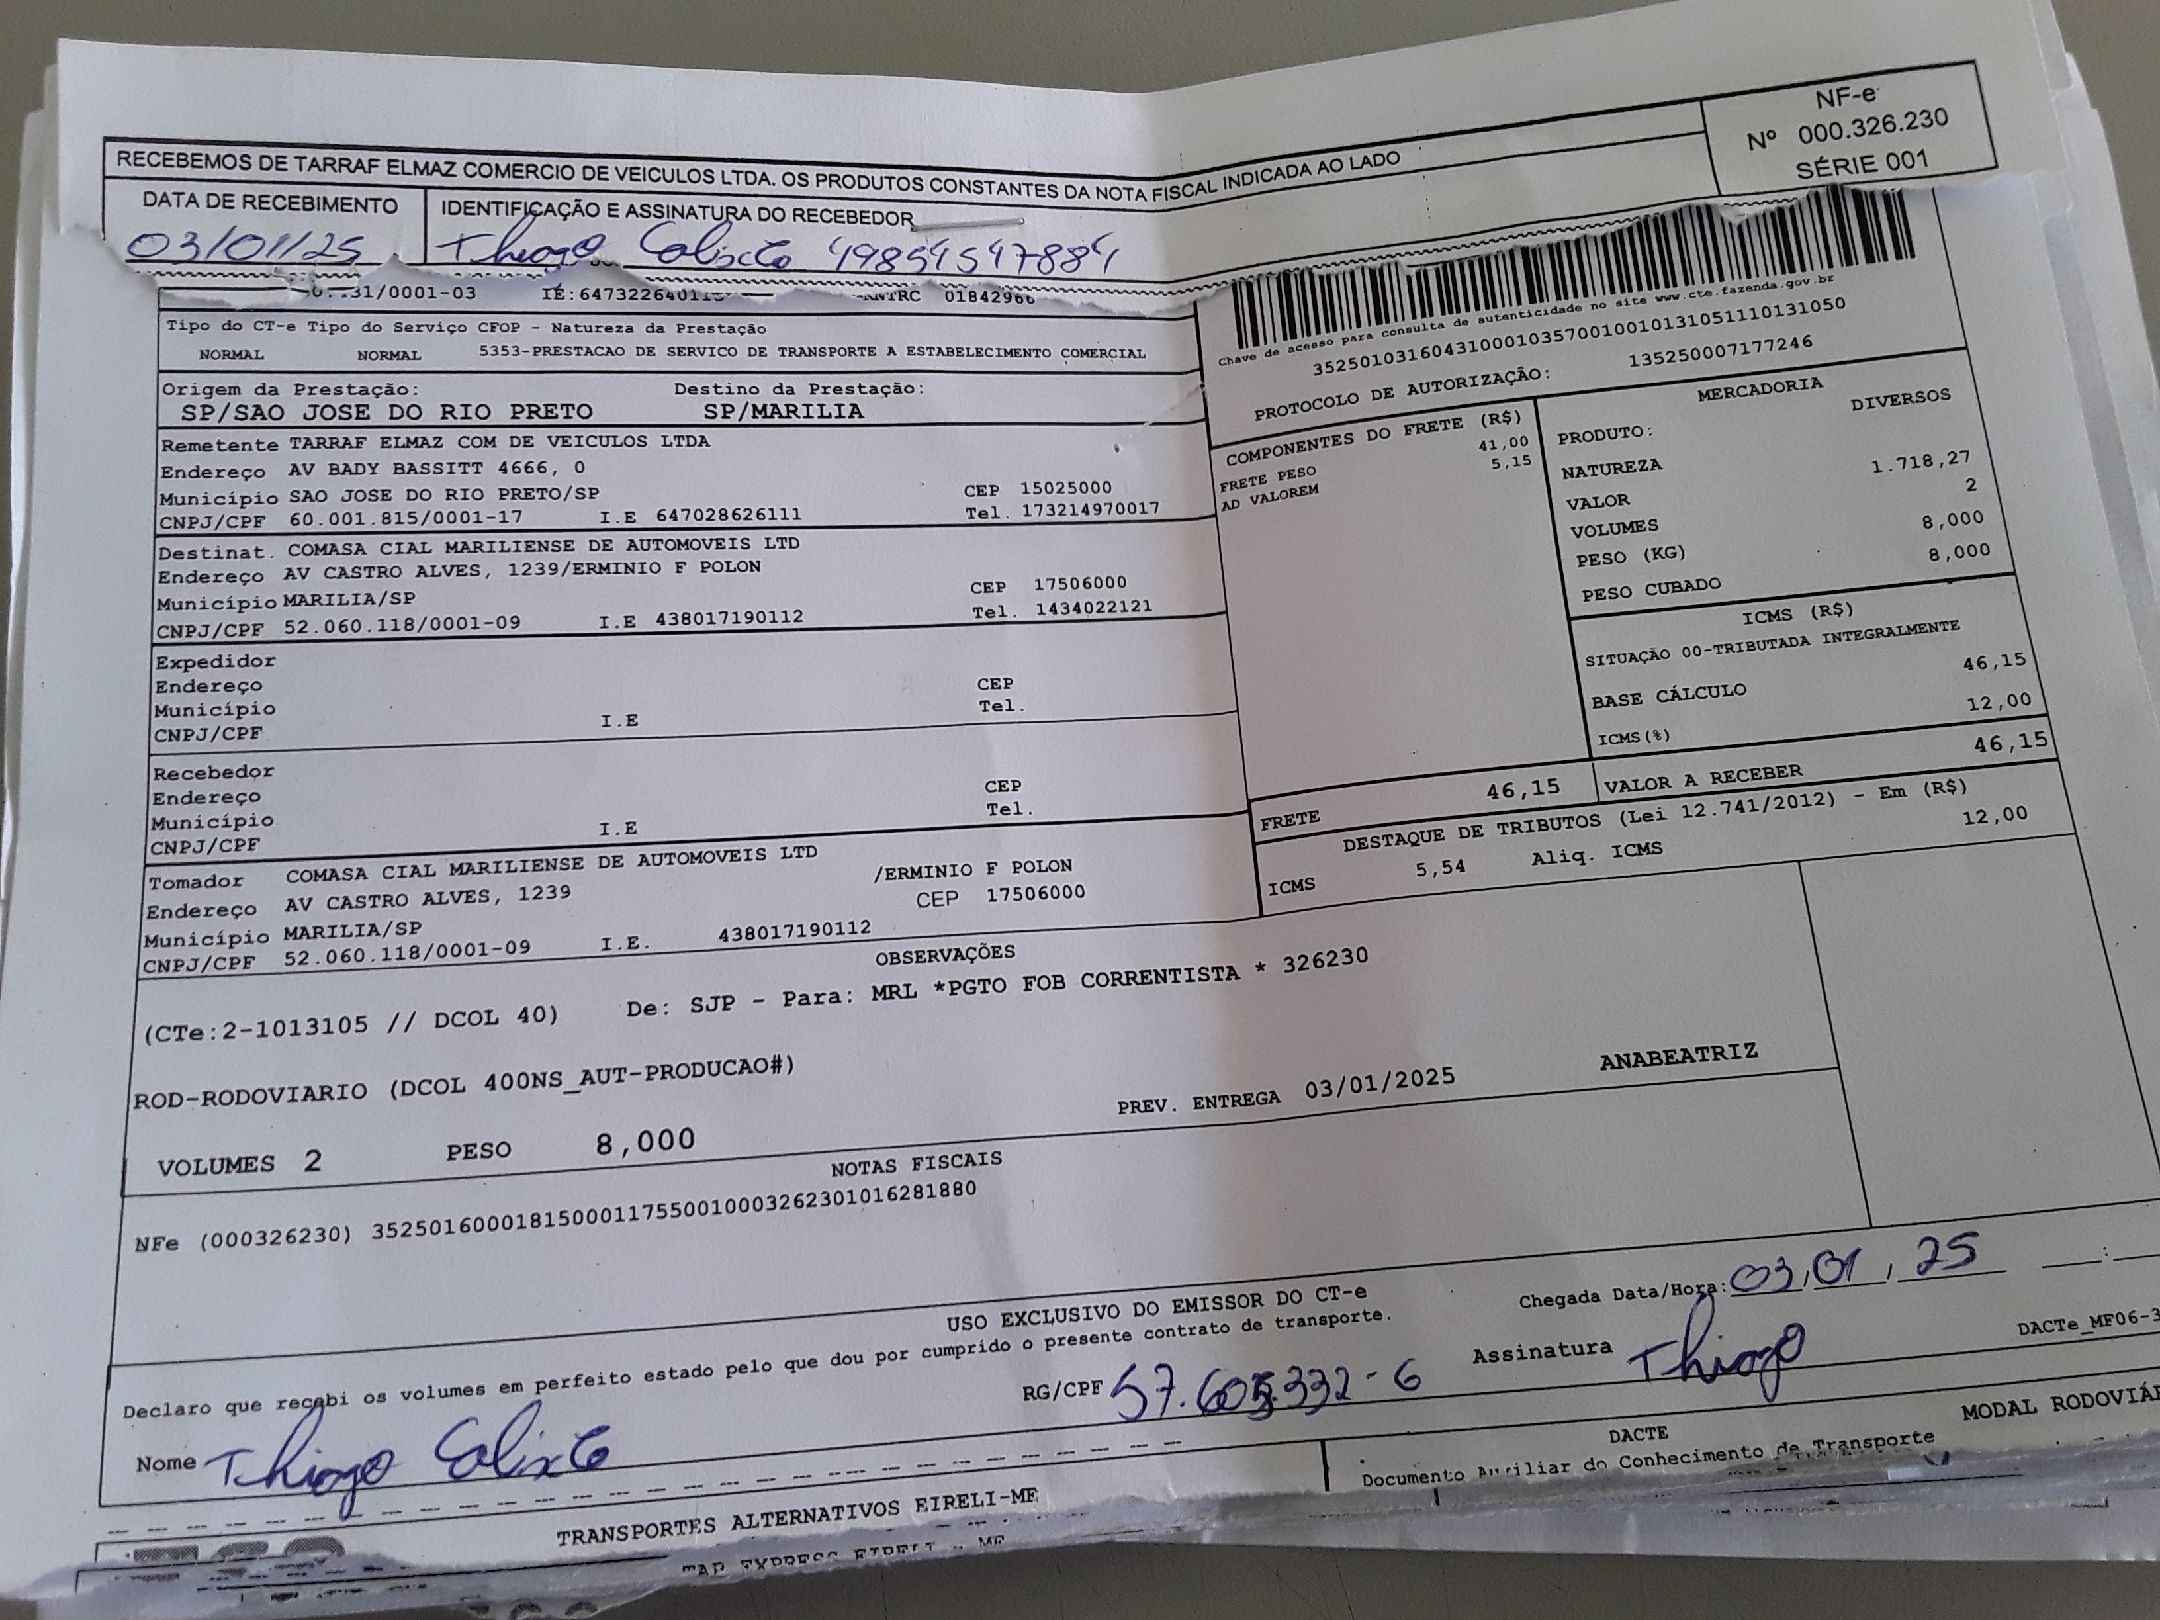 RECEBEMOS DE TARRAF ELMAZ COMERCIO DE VEICULOS LTDA. OS PRODUTOS CONSTANTES DA NOTA FISCAL INDICADA AO LADO
NF-e
Nº 000.326.230
SÉRIE 001
DATA DE RECEBIMENTO
IDENTIFICAÇÃO E ASSINATURA DO RECEBEDOR
03/01/25
Thiago Calixto 49854547884
31/0001-03 IE:647322640115 01842966
Tipo do CT-e Tipo do Serviço CFOP - Natureza da Prestação
NORMAL NORMAL 5353-PRESTACAO DE SERVICO DE TRANSPORTE A ESTABELECIMENTO COMERCIAL
Origem da Prestação: Destino da Prestação:
SP/SAO JOSE DO RIO PRETO SP/MARILIA
Remetente TARRAF ELMAZ COM DE VEICULOS LTDA
Endereço AV BADY BASSITT 4666, 0
Município SAO JOSE DO RIO PRETO/SP CEP 15025000
CNPJ/CPF 60.001.815/0001-17 I.E 647028626111 Tel. 173214970017
Destinat. COMASA CIAL MARILIENSE DE AUTOMOVEIS LTD
Endereço AV CASTRO ALVES, 1239/ERMINIO F POLON
Município MARILIA/SP CEP 17506000
CNPJ/CPF 52.060.118/0001-09 I.E 438017190112 Tel. 1434022121
Expedidor
Endereço CEP
Município Tel.
CNPJ/CPF I.E
Recebedor
Endereço CEP
Município Tel.
CNPJ/CPF I.E
Tomador COMASA CIAL MARILIENSE DE AUTOMOVEIS LTD
Endereço AV CASTRO ALVES, 1239 /ERMINIO F POLON
Município MARILIA/SP CEP 17506000
CNPJ/CPF 52.060.118/0001-09 I.E. 438017190112
Chave de acesso para consulta de autenticidade no site www.cte.fazenda.gov.br
35250103160431000103570010010131051110131050
PROTOCOLO DE AUTORIZAÇÃO: 135250007177246
COMPONENTES DO FRETE (R$)
FRETE PESO 41,00
AD VALOREM 5,15
MERCADORIA
PRODUTO: DIVERSOS
NATUREZA
VALOR 1.718,27
VOLUMES 2
PESO (KG) 8,000
PESO CUBADO 8,000
ICMS (R$)
SITUAÇÃO 00-TRIBUTADA INTEGRALMENTE
BASE CÁLCULO 46,15
ICMS(%) 12,00
FRETE 46,15 VALOR A RECEBER 46,15
DESTAQUE DE TRIBUTOS (Lei 12.741/2012) - Em (R$)
ICMS 5,54 Aliq. ICMS 12,00
OBSERVAÇÕES
(CTe:2-1013105 // DCOL 40) De: SJP - Para: MRL *PGTO FOB CORRENTISTA * 326230
ROD-RODOVIARIO (DCOL 400NS_AUT-PRODUCAO#)
PREV. ENTREGA 03/01/2025 ANABEATRIZ
VOLUMES 2 PESO 8,000
NOTAS FISCAIS
NFe (000326230) 35250160001815000117550010003262301016281880
USO EXCLUSIVO DO EMISSOR DO CT-e
Chegada Data/Hora: 03/01/25 __:__
Declaro que recebi os volumes em perfeito estado pelo que dou por cumprido o presente contrato de transporte.
DACTe_MF06-3
Nome Thiago Calixto RG/CPF 57.605.332-6 Assinatura Thiago
DACTE
MODAL RODOVIÁR
Documento Auxiliar do Conhecimento de Transporte
TRANSPORTES ALTERNATIVOS EIRELI-ME
EXPRESS EIRELI - ME